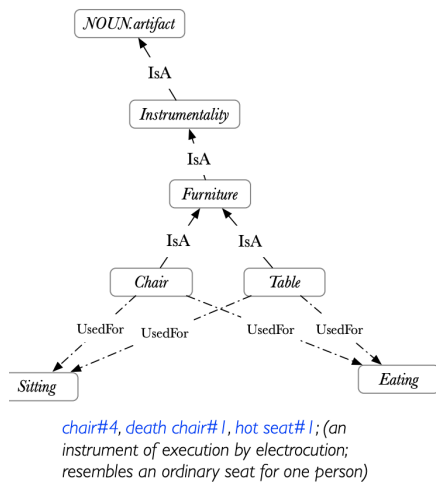 NOUN.artifact
IsA
Instrumentality
IsA
Furniture
IsA IsA
Chair Table
UsedFor UsedFor UsedFor UsedFor
Sitting Eating
chair#4, death chair#1, hot seat#1; (an
instrument of execution by electrocution;
resembles an ordinary seat for one person)